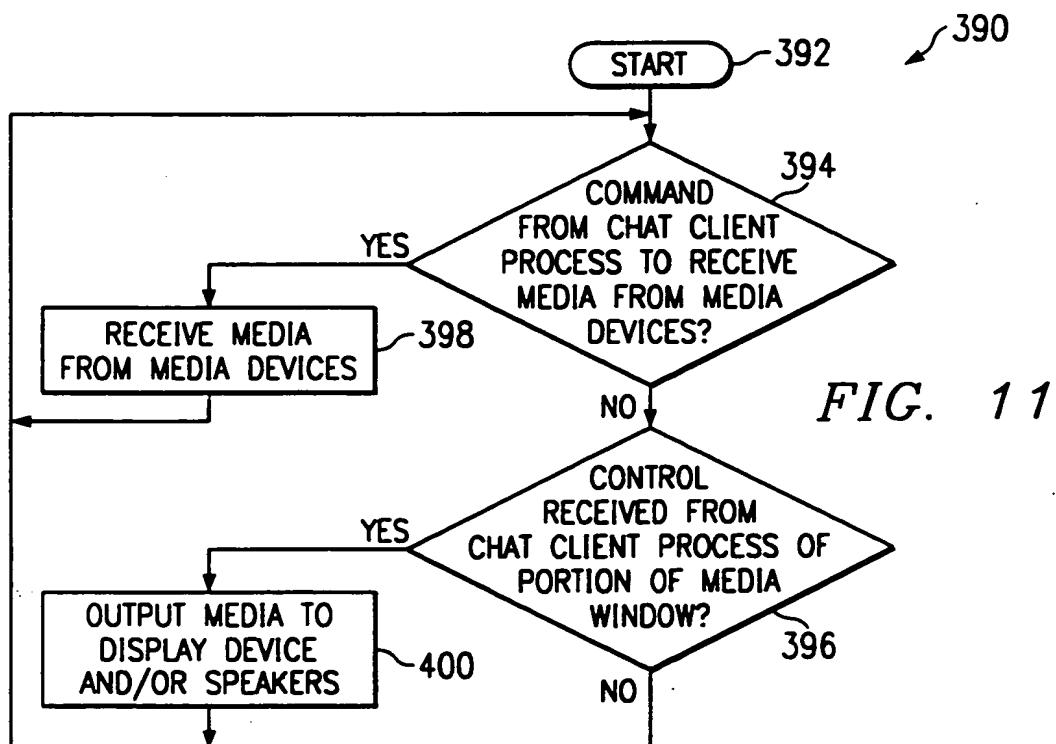 390
START
392
394
COMMAND
FROM CHAT CLIENT
PROCESS TO RECEIVE
MEDIA FROM MEDIA
DEVICES?
YES
RECEIVE MEDIA
FROM MEDIA DEVICES
398
NO
FIG. 11
CONTROL
RECEIVED FROM
CHAT CLIENT PROCESS OF
PORTION OF MEDIA
WINDOW?
YES
OUTPUT MEDIA TO
DISPLAY DEVICE
AND/OR SPEAKERS
400
396
NO